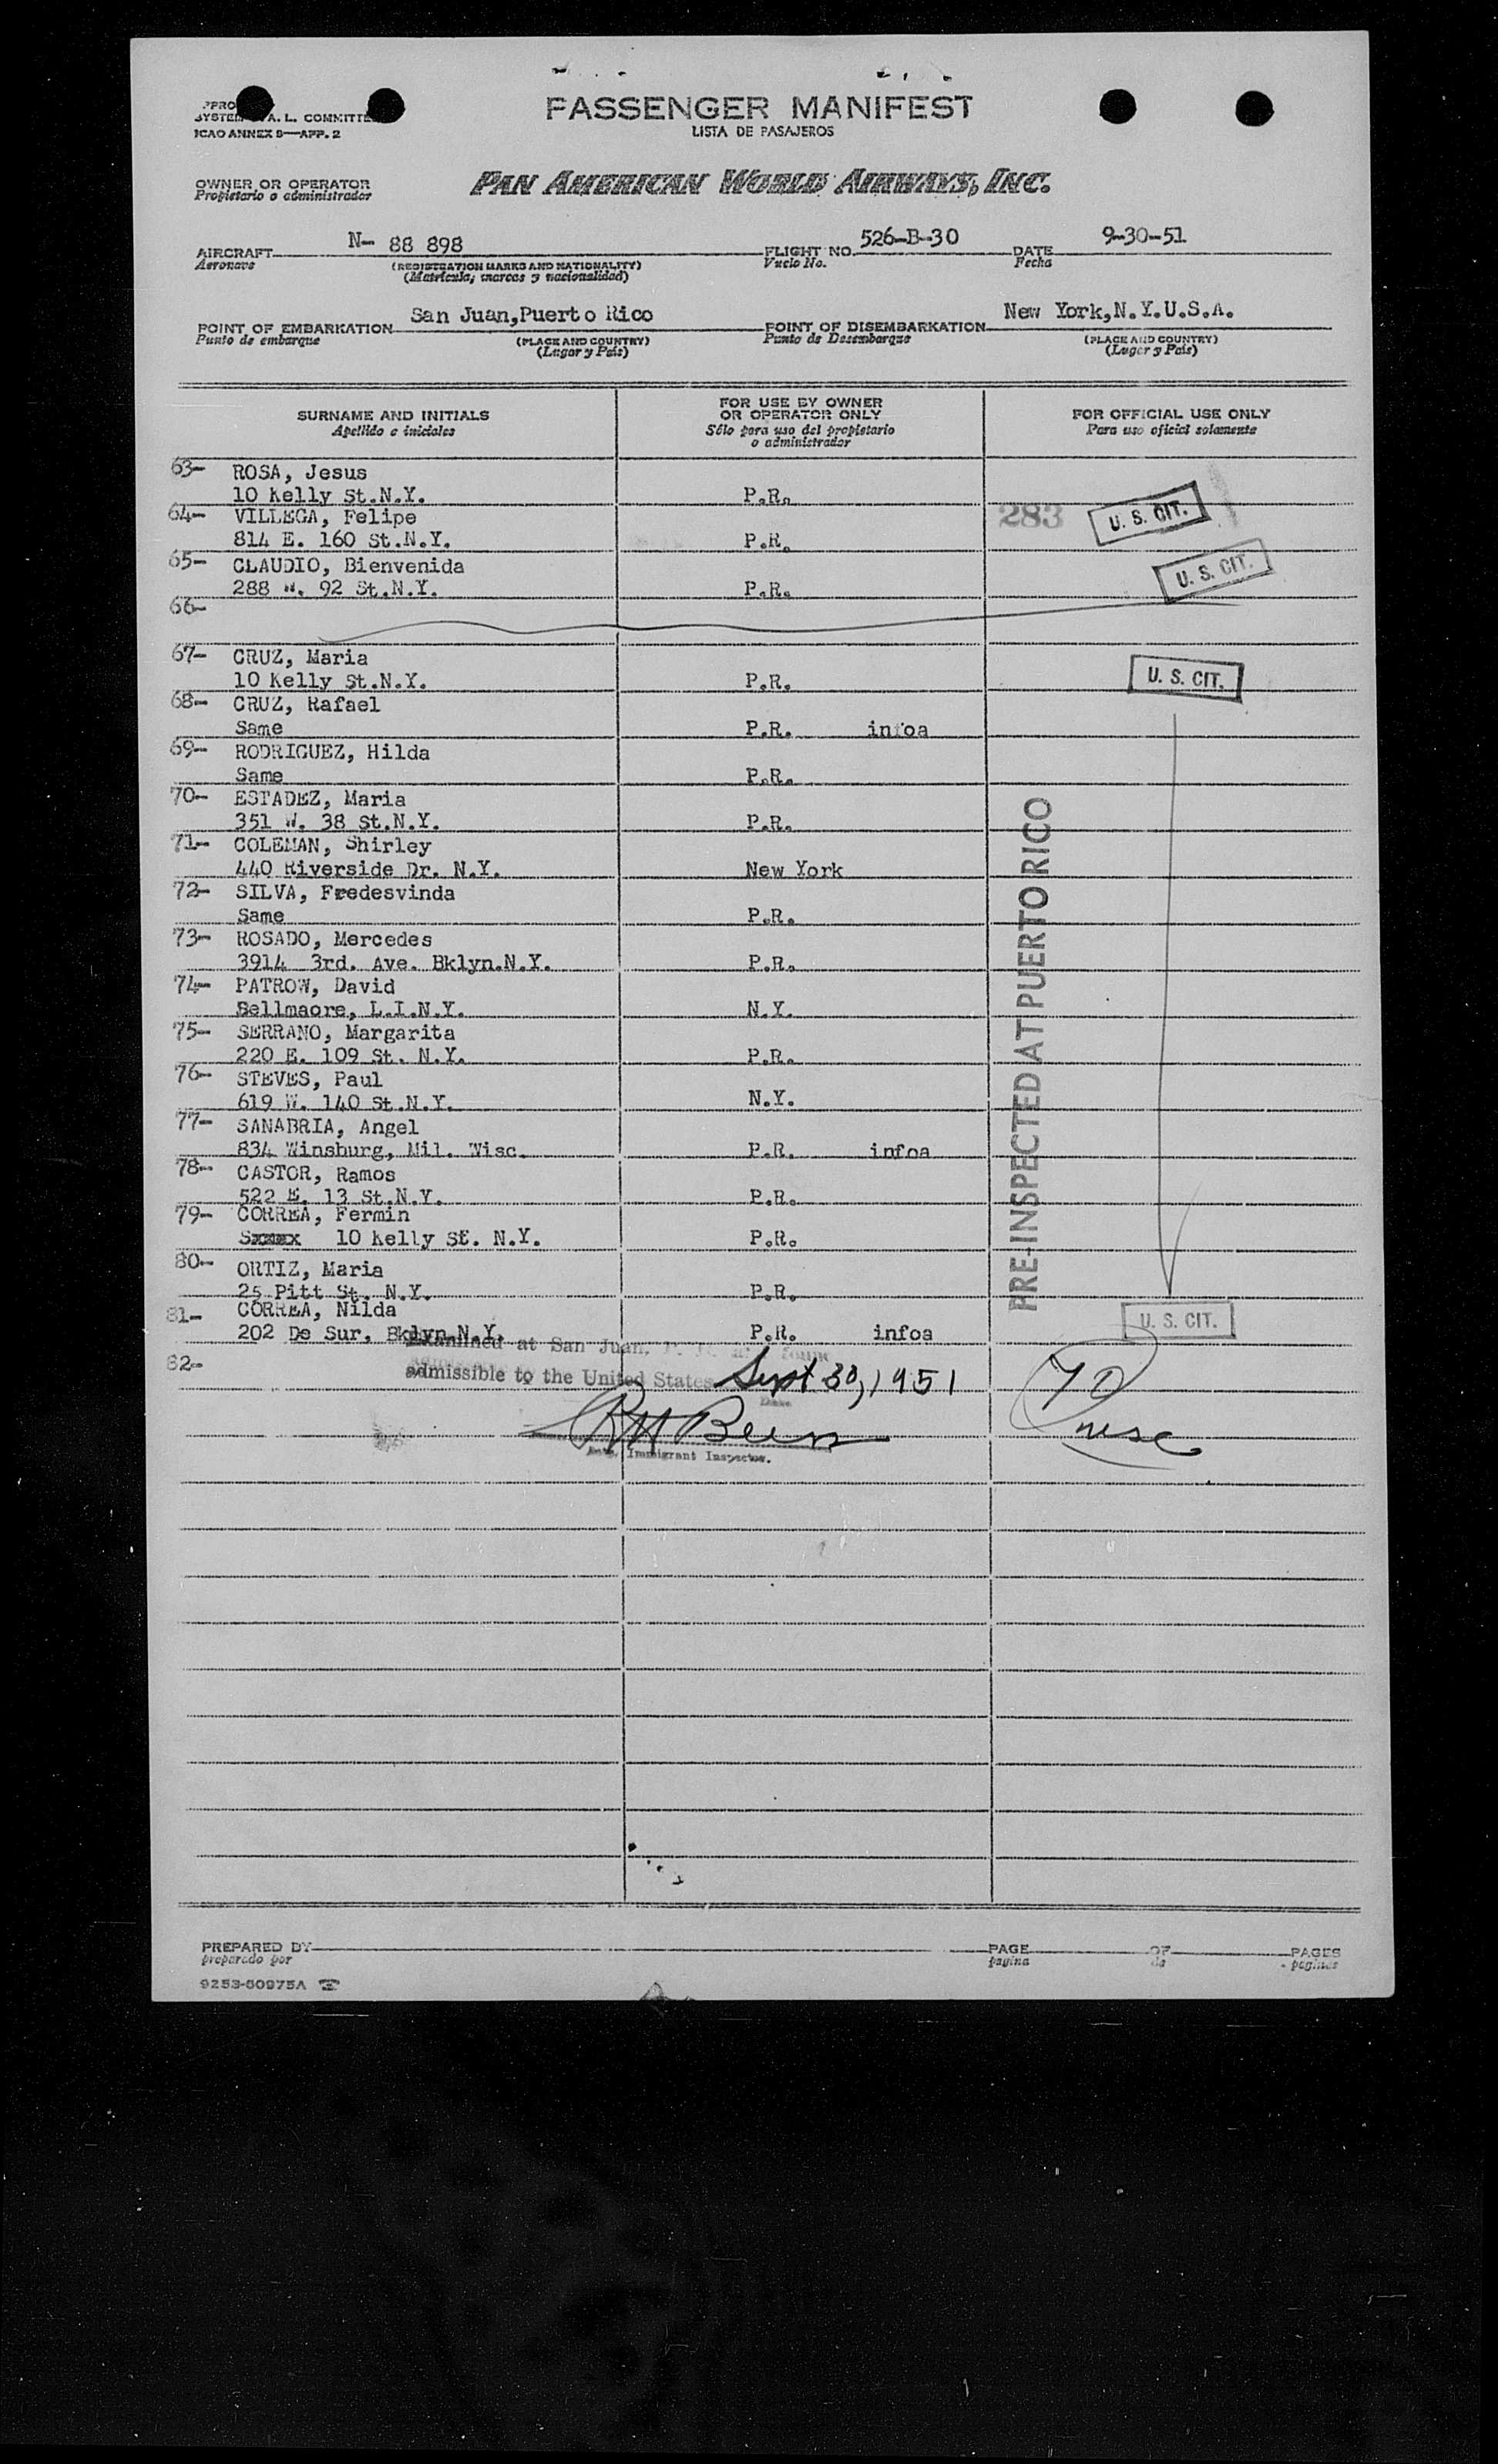 SYSTEM A. L. COMMITTEE
ICAO ANNEX 9—APP. 2
PASSENGER MANIFEST
LISTA DE PASAJEROS
OWNER OR OPERATOR
Propietario o administrador
PAN AMERICAN WORLD AIRWAYS, INC.
AIRCRAFT N- 88 898 FLIGHT NO. 526-B-30 DATE 9-30-51
Aeronave (REGISTRATION MARKS AND NATIONALITY) Vuelo No. Fecha
(Matrícula, marcas y nacionalidad)
POINT OF EMBARKATION San Juan,Puerto Rico POINT OF DISEMBARKATION New York,N.Y.U.S.A.
Punto de embarque (PLACE AND COUNTRY) Punto de Desembarque (PLACE AND COUNTRY)
(Lugar y País) (Lugar y País)
SURNAME AND INITIALS FOR USE BY OWNER OR OPERATOR ONLY FOR OFFICIAL USE ONLY
Apellido e iniciales Sólo para uso del propietario o administrador Para uso oficial solamente
63- ROSA, Jesus
10 Kelly St.N.Y. P.R.
64- VILLEGA, Felipe 283 U. S. CIT.
814 E. 160 St.N.Y. P.R.
65- CLAUDIO, Bienvenida U. S. CIT.
288 W. 92 St.N.Y. P.R.
66-
67- CRUZ, Maria
10 Kelly St.N.Y. P.R. U. S. CIT.
68- CRUZ, Rafael
Same P.R. infoa
69- RODRIGUEZ, Hilda
Same P.R.
70- ESTADEZ, Maria
351 W. 38 St.N.Y. P.R.
71- COLEMAN, Shirley
440 Riverside Dr. N.Y. New York
72- SILVA, Fredesvinda
Same P.R.
73- ROSADO, Mercedes
3914 3rd. Ave. Bklyn.N.Y. P.R.
74- PATROW, David
Bellmaore, L.I.N.Y. N.Y.
75- SERRANO, Margarita
220 E. 109 St. N.Y. P.R.
76- STEVES, Paul
619 W. 140 St.N.Y. N.Y.
77- SANABRIA, Angel
834 Winsburg, Mil. Wisc. P.R. infoa
78- CASTOR, Ramos
522 E. 13 St.N.Y. P.R.
79- CORREA, Fermin
10 Kelly St. N.Y. P.R.
80- ORTIZ, Maria
25 Pitt St. N.Y. P.R.
PRE-INSPECTED AT PUERTO RICO
81- CORREA, Nilda U. S. CIT.
202 De Sur, Bklyn.N.Y. P.R. infoa
Examined at San Juan,
82-
admissible to the United States Sept 30, 1951
Date
Immigrant Inspector.
PREPARED BY PAGE OF PAGES
preparado por pagina de paginas
9253-50975A